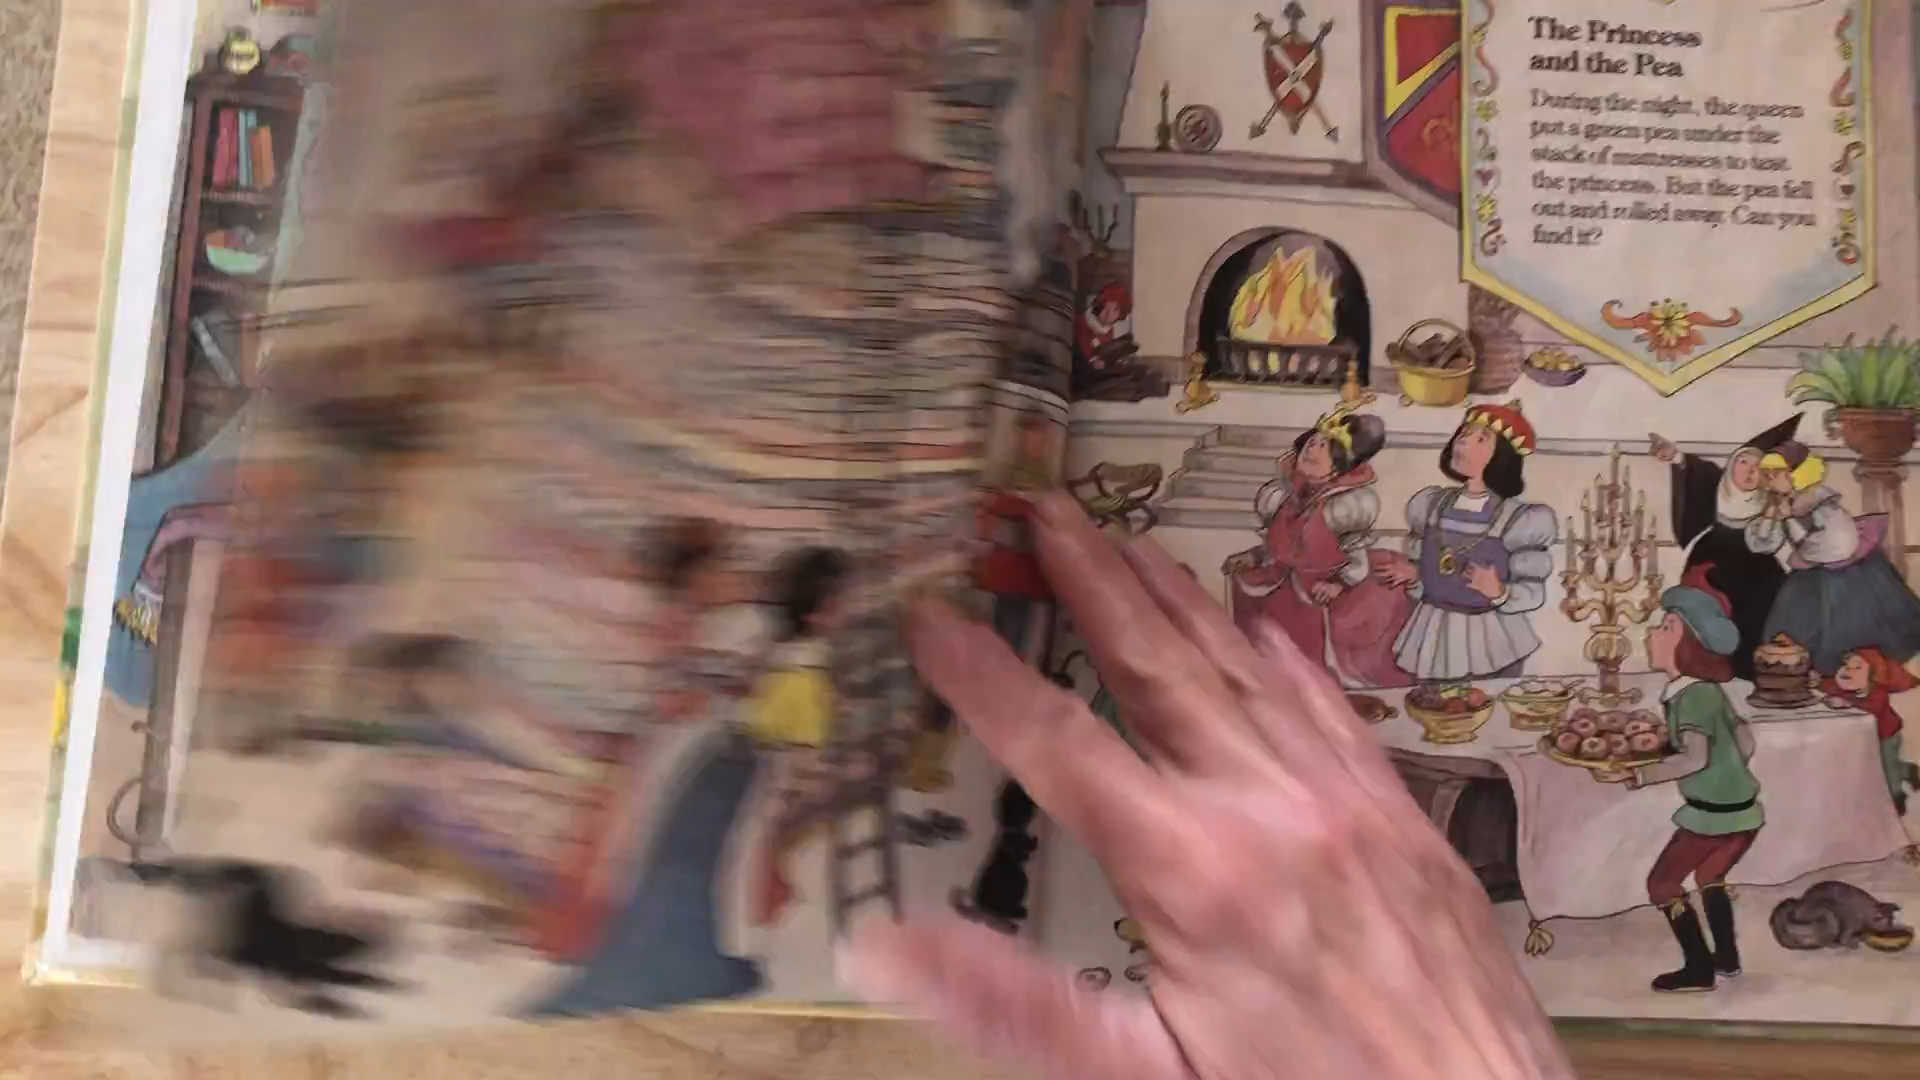 The Princess
and the Pea
During the night, the queen
put a green pea under the
stack of mattresses to test
the princess. But the pea fell
out and rolled away. Can you
find it?